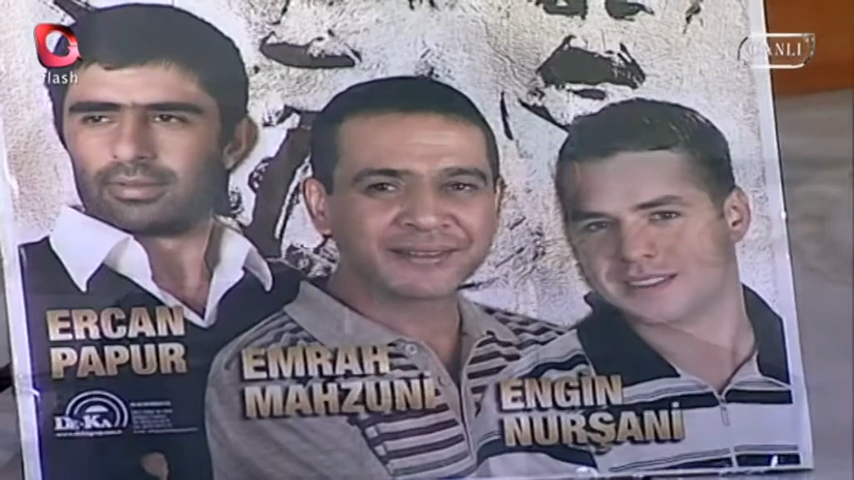 flash
CANLI
ERCAN
PAPUR
EMRAH
MAHZUNİ
ENGİN
NURŞANİ
DE-KA